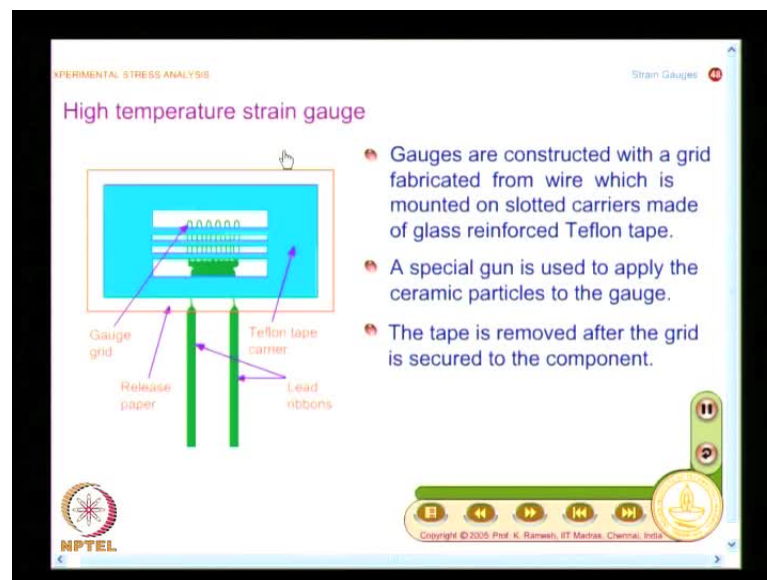 XPERIMENTAL STRESS ANALYSIS
Strain Gauges 48
High temperature strain gauge
Gauges are constructed with a grid
fabricated from wire which is
mounted on slotted carriers made
of glass reinforced Teflon tape.
A special gun is used to apply the
ceramic particles to the gauge.
The tape is removed after the grid
is secured to the component.
Gauge
grid
Teflon tape
carrier
Release
paper
Lead
ribbons
NPTEL
Copyright © 2005 Prof. K. Ramesh, IIT Madras, Chennai, India